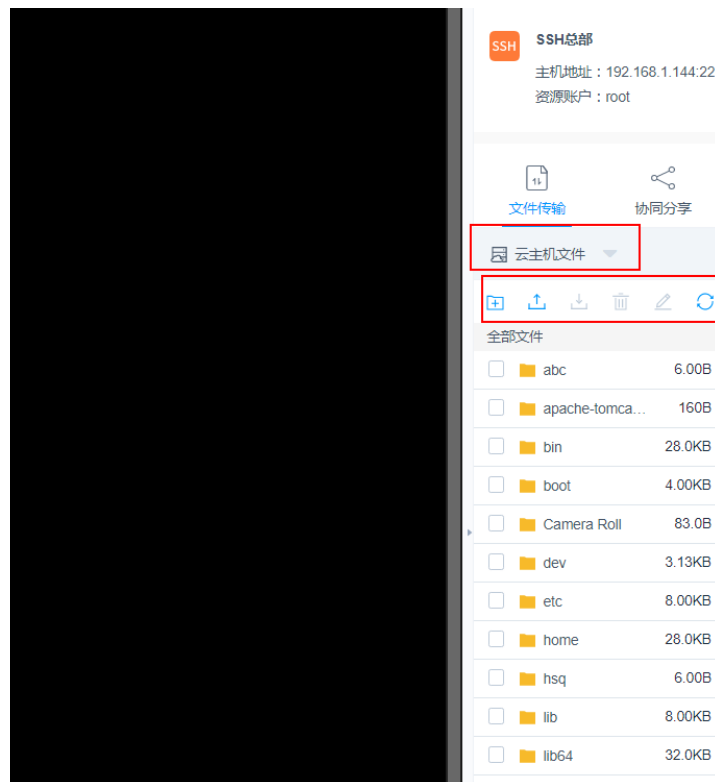 SSH
SSH总部
主机地址：192.168.1.144:22
资源账户：root
文件传输
协同分享
云主机文件
全部文件
abc 6.00B
apache-tomca... 160B
bin 28.0KB
boot 4.00KB
Camera Roll 83.0B
dev 3.13KB
etc 8.00KB
home 28.0KB
hsq 6.00B
lib 8.00KB
lib64 32.0KB